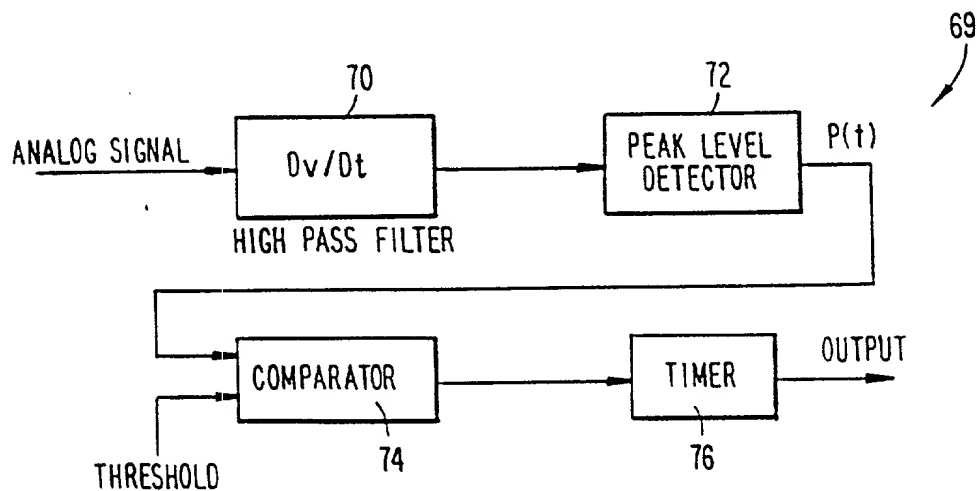 69
70
72
ANALOG SIGNAL
Dv/Dt
PEAK LEVEL
DETECTOR
P(t)
HIGH PASS FILTER
COMPARATOR
TIMER
OUTPUT
74
76
THRESHOLD